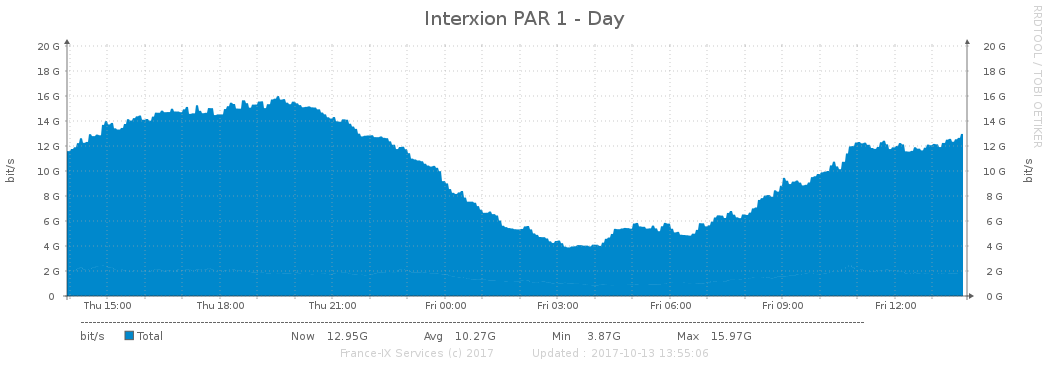 Interxion PAR 1 - Day
RRDTOOL / TOBI OETIKER
20 G 20 G
18 G 18 G
16 G 16 G
14 G 14 G
12 G 12 G
10 G 10 G
8 G 8 G
6 G 6 G
4 G 4 G
2 G 2 G
0 0 G
bit/s
bit/s
Thu 15:00 Thu 18:00 Thu 21:00 Fri 00:00 Fri 03:00 Fri 06:00 Fri 09:00 Fri 12:00
bit/s Total Now 12.95G Avg 10.27G Min 3.87G Max 15.97G
France-IX Services (c) 2017 Updated : 2017-10-13 13:55:06